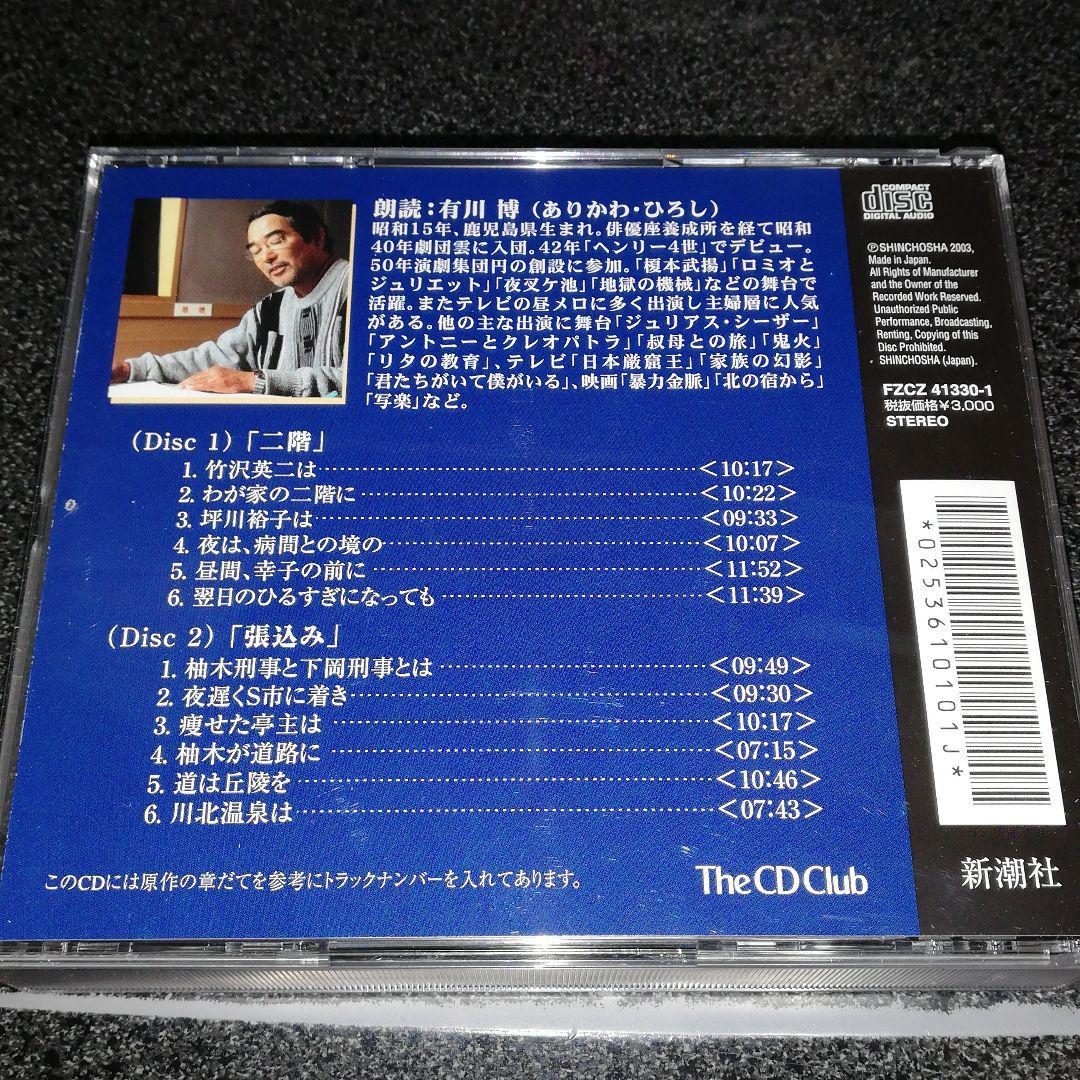 朗読：有川 博（ありかわ・ひろし）
昭和15年、鹿児島県生まれ。俳優座養成所を経て昭和
40年劇団雲に入団。42年「ヘンリー4世」でデビュー。
50年演劇集団円の創設に参加。「榎本武揚」「ロミオと
ジュリエット」「夜叉ケ池」「地獄の機械」などの舞台で
活躍。またテレビの昼メロに多く出演し主婦層に人気
がある。他の主な出演に舞台「ジュリアス・シーザー」
「アントニーとクレオパトラ」「叔母との旅」「鬼火」
「リタの教育」、テレビ「日本巌窟王」「家族の幻影」
「君たちがいて僕がいる」、映画「暴力金脈」「北の宿から」
「写楽」など。
(Disc 1)「二階」
1. 竹沢英二は <10:17>
2. わが家の二階に <10:22>
3. 坪川裕子は <09:33>
4. 夜は、病間との境の <10:07>
5. 昼間、幸子の前に <11:52>
6. 翌日のひるすぎになっても <11:39>
(Disc 2)「張込み」
1. 柚木刑事と下岡刑事とは <09:49>
2. 夜遅くS市に着き <09:30>
3. 痩せた亭主は <10:17>
4. 柚木が道路に <07:15>
5. 道は丘陵を <10:46>
6. 川北温泉は <07:43>
このCDには原作の章だてを参考にトラックナンバーを入れてあります。
The CD Club
COMPACT
disc
DIGITAL AUDIO
℗SHINCHOSHA 2003,
Made in Japan.
All Rights of Manufacturer
and the Owner of the
Recorded Work Reserved.
Unauthorized Public
Performance, Broadcasting,
Renting, Copying of this
Disc Prohibited.
SHINCHOSHA (Japan).
FZCZ 41330-1
税抜価格¥3,000
STEREO
*0253610101J*
新潮社